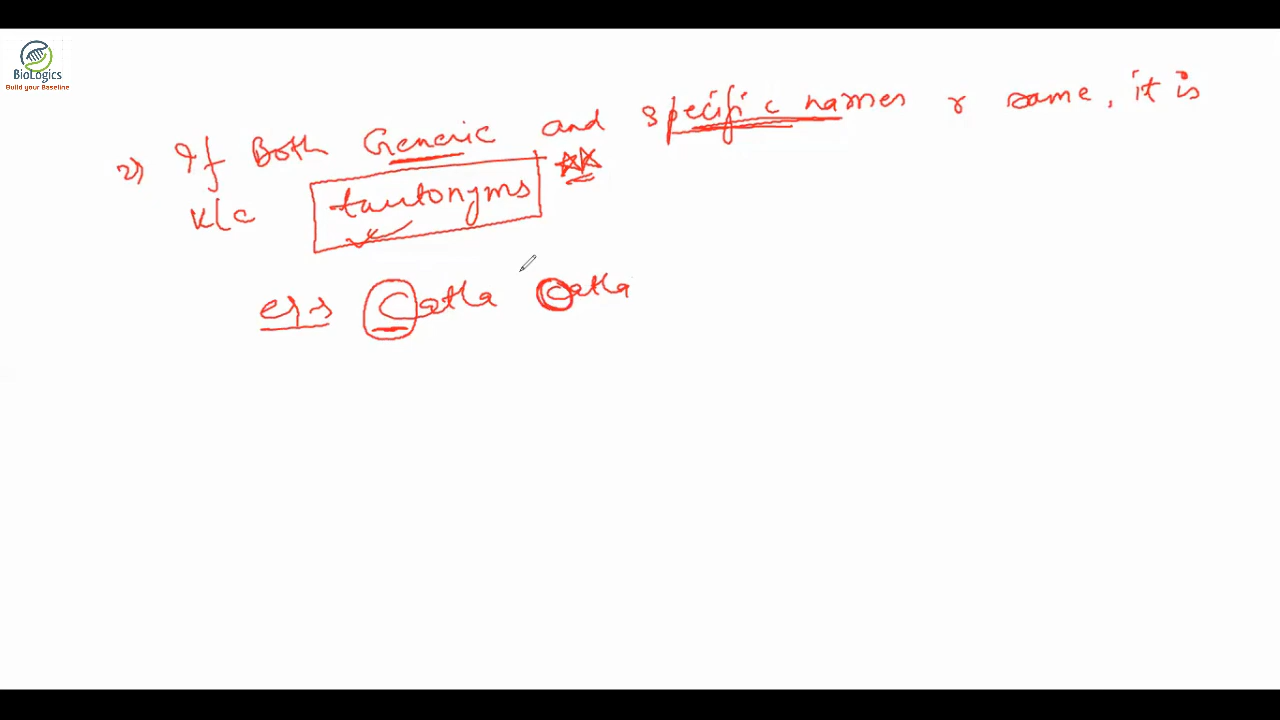 BioLogics
Build your Baseline
2) If Both Generic and specific names r same, it is
K/c tautonyms
eg:s Catla Catla